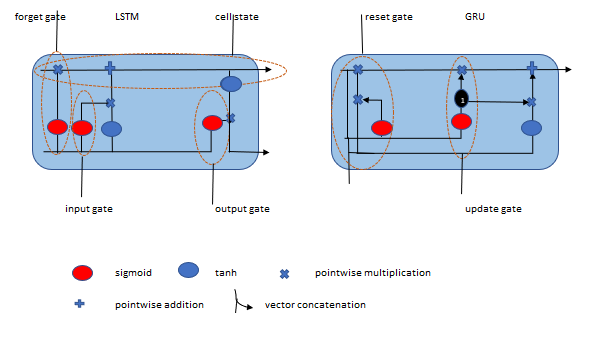 forget gate LSTM cell state reset gate GRU
1
input gate output gate update gate
sigmoid tanh pointwise multiplication
pointwise addition vector concatenation